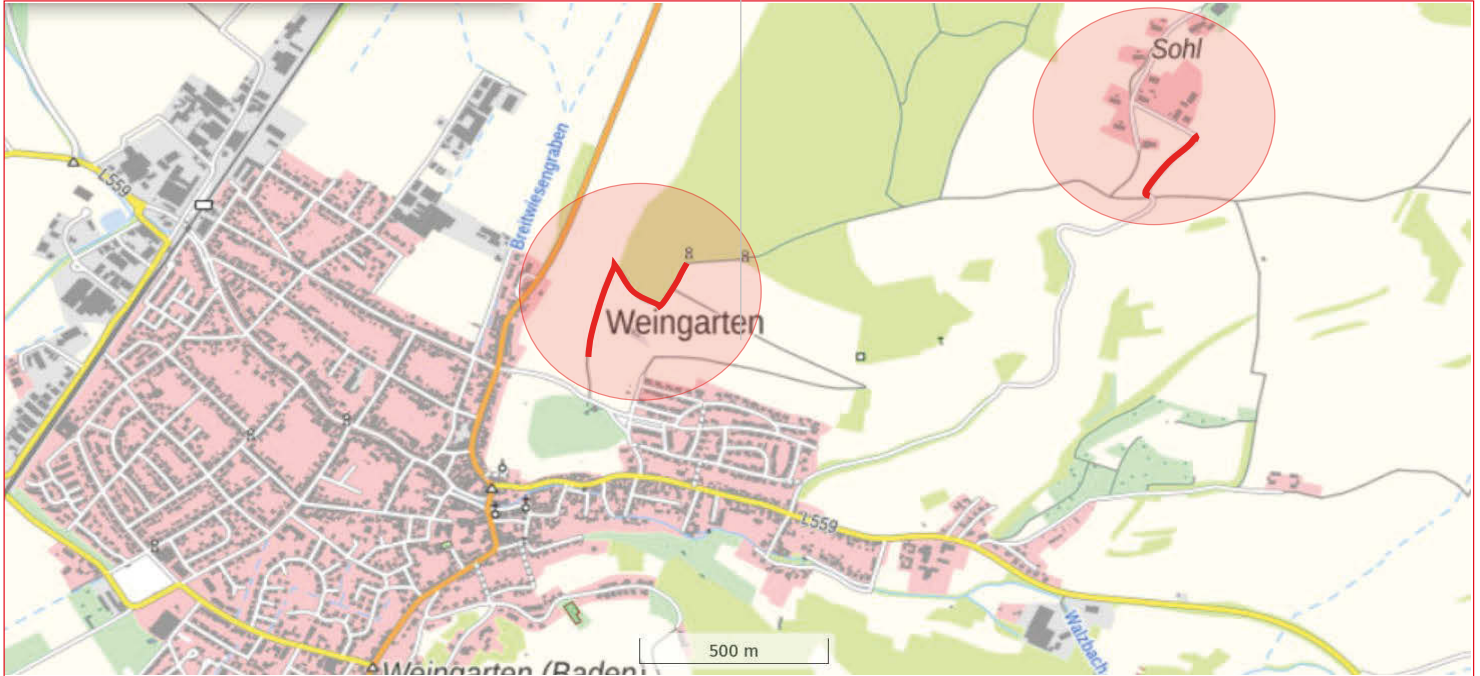 Sohl
L559
Breitwiesengraben
Weingarten
L559
Walzbach
500 m
Weingarten (Baden)